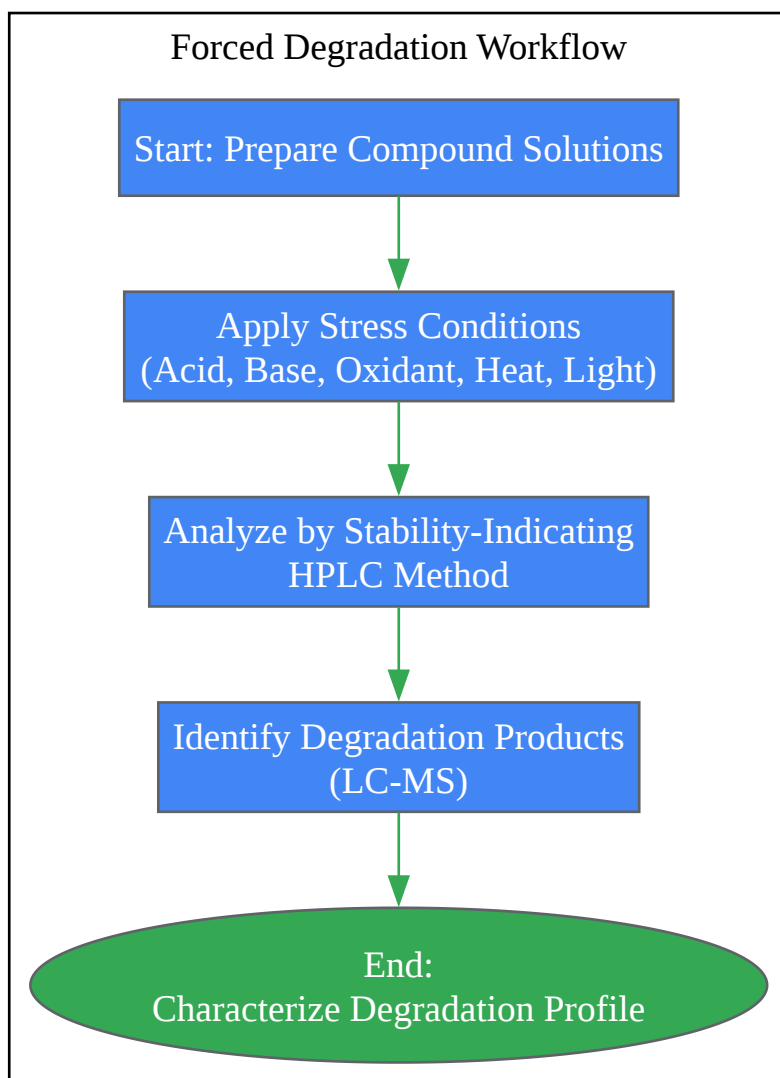 Forced Degradation Workflow
Start: Prepare Compound Solutions
Apply Stress Conditions
(Acid, Base, Oxidant, Heat, Light)
Analyze by Stability-Indicating
HPLC Method
Identify Degradation Products
(LC-MS)
End:
Characterize Degradation Profile